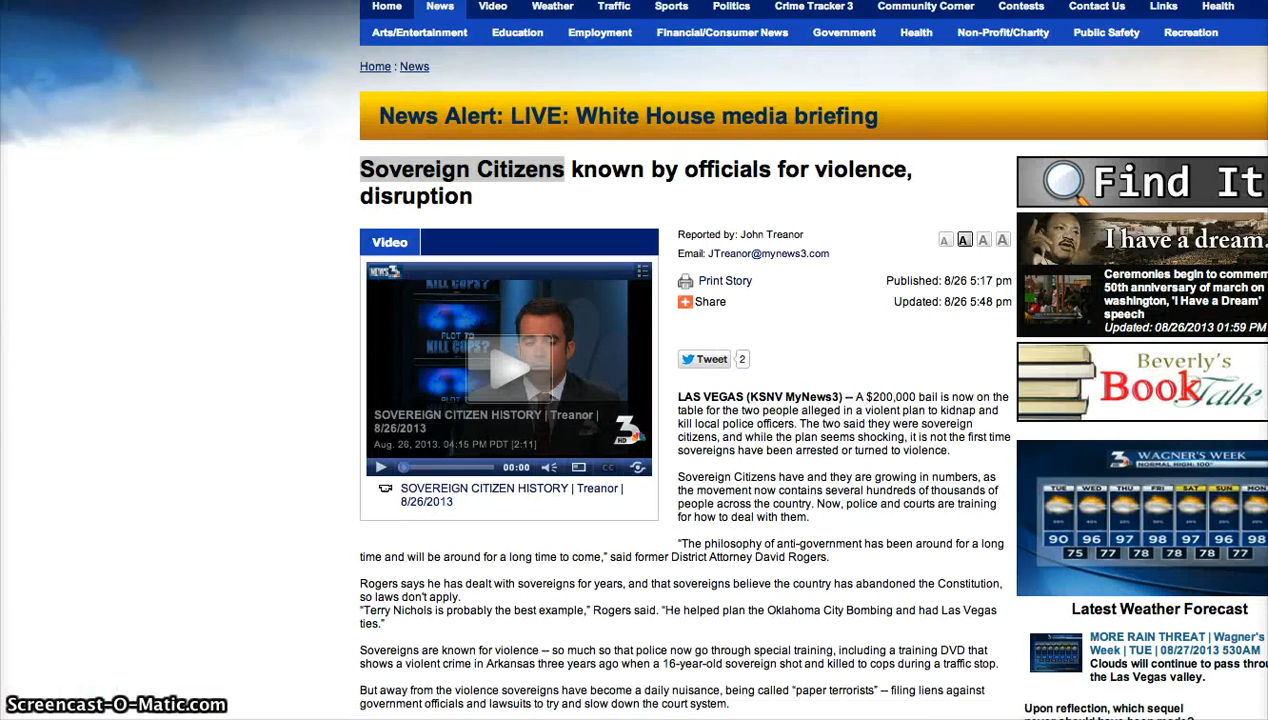 Home News Video Weather Traffic Sports Politics Crime Tracker 3 Community Corner Contests Contact Us Links Health
Arts/Entertainment Education Employment Financial/Consumer News Government Health Non-Profit/Charity Public Safety Recreation
Home : News
News Alert: LIVE: White House media briefing
Sovereign Citizens known by officials for violence,
disruption
Video
NEWS 3
KILL COPS?
PLOT TO
KILL COPS?
SOVEREIGN CITIZEN HISTORY | Treanor |
8/26/2013
Aug. 26, 2013. 04:15 PM PDT [2:11]
3
HD
00:00
CC
SOVEREIGN CITIZEN HISTORY | Treanor |
8/26/2013
Reported by: John Treanor
Email: JTreanor@mynews3.com
A A A A
Print Story
Published: 8/26 5:17 pm
Share
Updated: 8/26 5:48 pm
Tweet 2
LAS VEGAS (KSNV MyNews3) -- A $200,000 bail is now on the
table for the two people alleged in a violent plan to kidnap and
kill local police officers. The two said they were sovereign
citizens, and while the plan seems shocking, it is not the first time
sovereigns have been arrested or turned to violence.
Sovereign Citizens have and they are growing in numbers, as
the movement now contains several hundreds of thousands of
people across the country. Now, police and courts are training
for how to deal with them.
"The philosophy of anti-government has been around for a long
time and will be around for a long time to come," said former District Attorney David Rogers.
Rogers says he has dealt with sovereigns for years, and that sovereigns believe the country has abandoned the Constitution,
so laws don't apply.
"Terry Nichols is probably the best example," Rogers said. "He helped plan the Oklahoma City Bombing and had Las Vegas
ties."
Sovereigns are known for violence -- so much so that police now go through special training, including a training DVD that
shows a violent crime in Arkansas three years ago when a 16-year-old sovereign shot and killed to cops during a traffic stop.
But away from the violence sovereigns have become a daily nuisance, being called "paper terrorists" -- filing liens against
government officials and lawsuits to try and slow down the court system.
Find It
I have a dream.
Ceremonies begin to commem
50th anniversary of march on
washington, 'I Have a Dream'
speech
Updated: 08/26/2013 01:59 PM
Beverly's
Book Talk
3 WAGNER'S WEEK
NORMAL HIGH: 100°
TUE WED THU FRI SAT SUN MON
90 96 97 98 97 96 98
75 77 78 78 78 77
Latest Weather Forecast
MORE RAIN THREAT | Wagner's
Week | TUE | 08/27/2013 530AM
Clouds will continue to pass throu
the Las Vegas valley.
Upon reflection, which sequel
Screencast-O-Matic.com